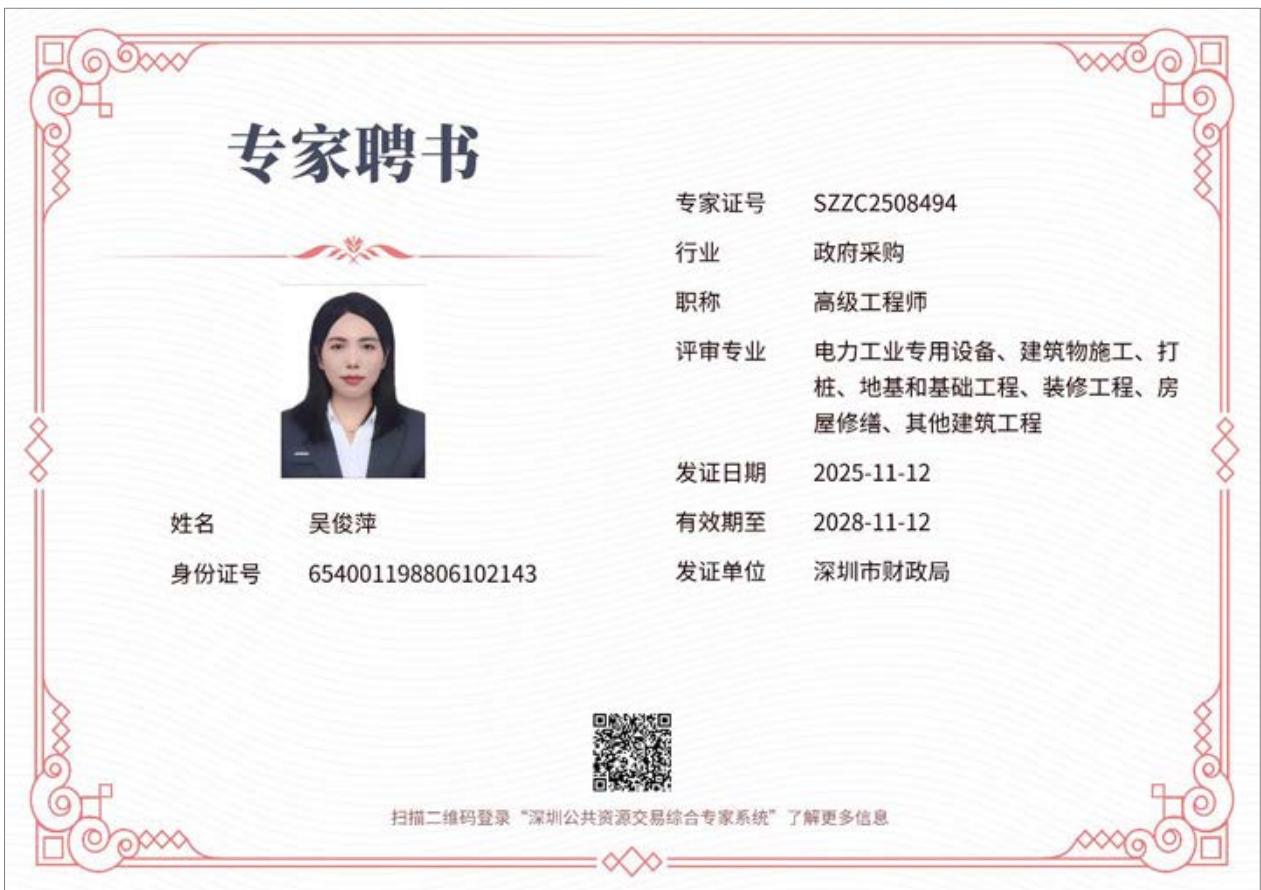 专家聘书
姓名 吴俊萍
身份证号 654001198806102143
专家证号 SZZC2508494
行业 政府采购
职称 高级工程师
评审专业 电力工业专用设备、建筑物施工、打
桩、地基和基础工程、装修工程、房
屋修缮、其他建筑工程
发证日期 2025-11-12
有效期至 2028-11-12
发证单位 深圳市财政局
扫描二维码登录“深圳公共资源交易综合专家系统”了解更多信息